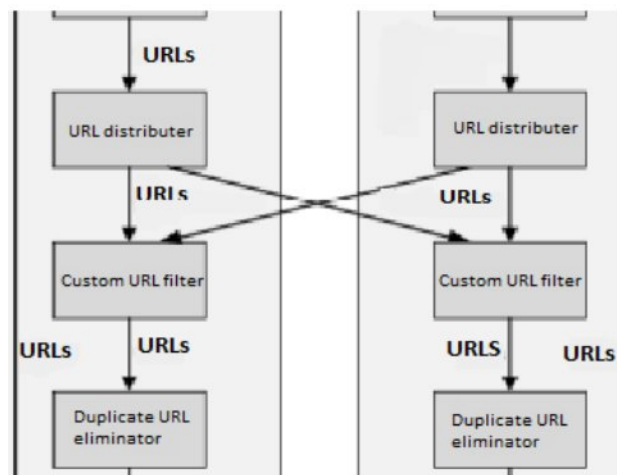 URLs
URL distributer
URL distributer
URLs
URLs
Custom URL filter
Custom URL filter
URLs
URLs
URLS
URLs
Duplicate URL
eliminator
Duplicate URL
eliminator